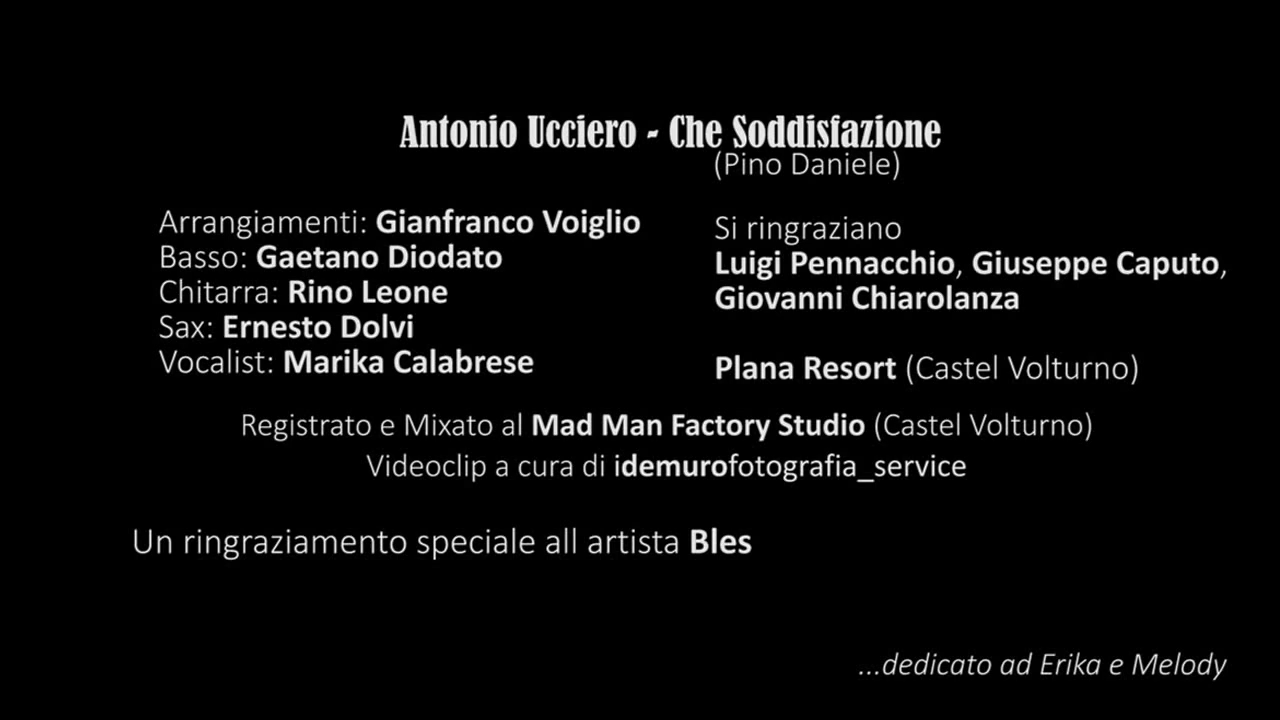 Antonio Ucciero - Che Soddisfazione
(Pino Daniele)
Arrangiamenti: Gianfranco Voiglio
Basso: Gaetano Diodato
Chitarra: Rino Leone
Sax: Ernesto Dolvi
Vocalist: Marika Calabrese
Si ringraziano
Luigi Pennacchio, Giuseppe Caputo,
Giovanni Chiarolanza
Plana Resort (Castel Volturno)
Registrato e Mixato al Mad Man Factory Studio (Castel Volturno)
Videoclip a cura di idemurofotografia_service
Un ringraziamento speciale all artista Bles
...dedicato ad Erika e Melody